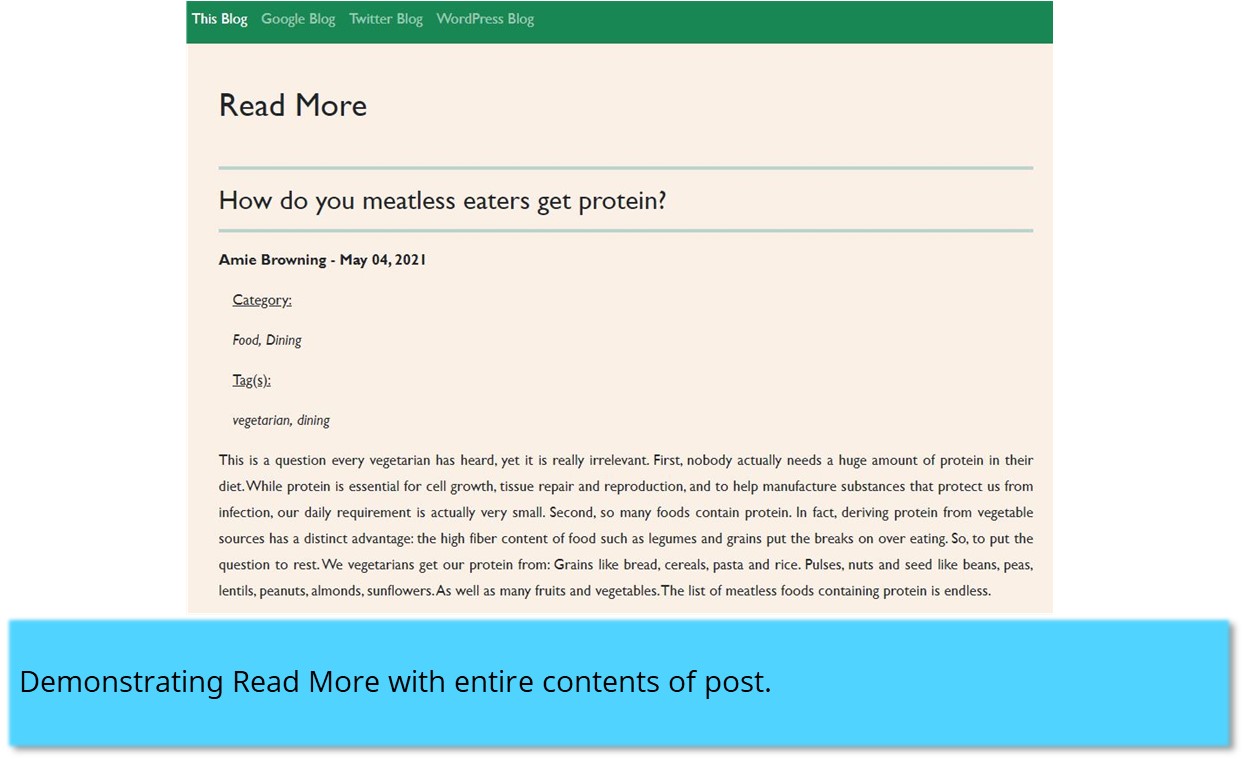 This Blog Google Blog Twitter Blog WordPress Blog
Read More
How do you meatless eaters get protein?
Amie Browning - May 04, 2021
Category:
Food, Dining
Tag(s):
vegetarian, dining
This is a question every vegetarian has heard, yet it is really irrelevant. First, nobody actually needs a huge amount of protein in their
diet. While protein is essential for cell growth, tissue repair and reproduction, and to help manufacture substances that protect us from
infection, our daily requirement is actually very small. Second, so many foods contain protein. In fact, deriving protein from vegetable
sources has a distinct advantage: the high fiber content of food such as legumes and grains put the breaks on over eating. So, to put the
question to rest. We vegetarians get our protein from: Grains like bread, cereals, pasta and rice. Pulses, nuts and seed like beans, peas,
lentils, peanuts, almonds, sunflowers. As well as many fruits and vegetables. The list of meatless foods containing protein is endless.
Demonstrating Read More with entire contents of post.